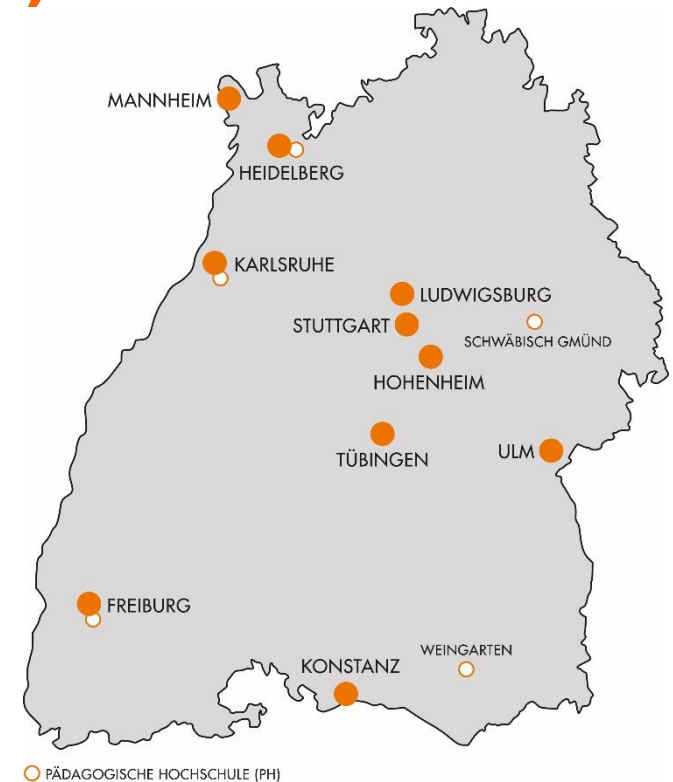 MANNHEIM
HEIDELBERG
KARLSRUHE
LUDWIGSBURG
STUTTGART
SCHWÄBISCH GMÜND
HOHENHEIM
TÜBINGEN
ULM
FREIBURG
WEINGARTEN
KONSTANZ
PÄDAGOGISCHE HOCHSCHULE (PH)